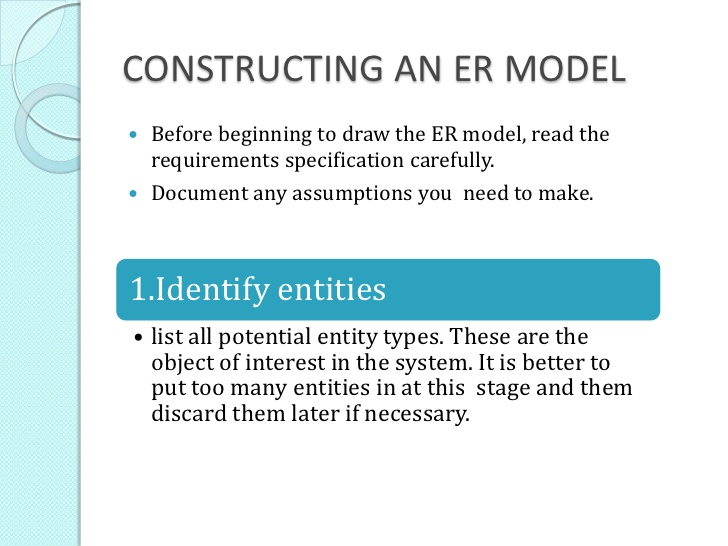 CONSTRUCTING AN ER MODEL
• Before beginning to draw the ER model, read the
requirements specification carefully.
• Document any assumptions you  need to make.
1.Identify entities
• list all potential entity types. These are the
object of interest in the system. It is better to
put too many entities in at this  stage and them
discard them later if necessary.